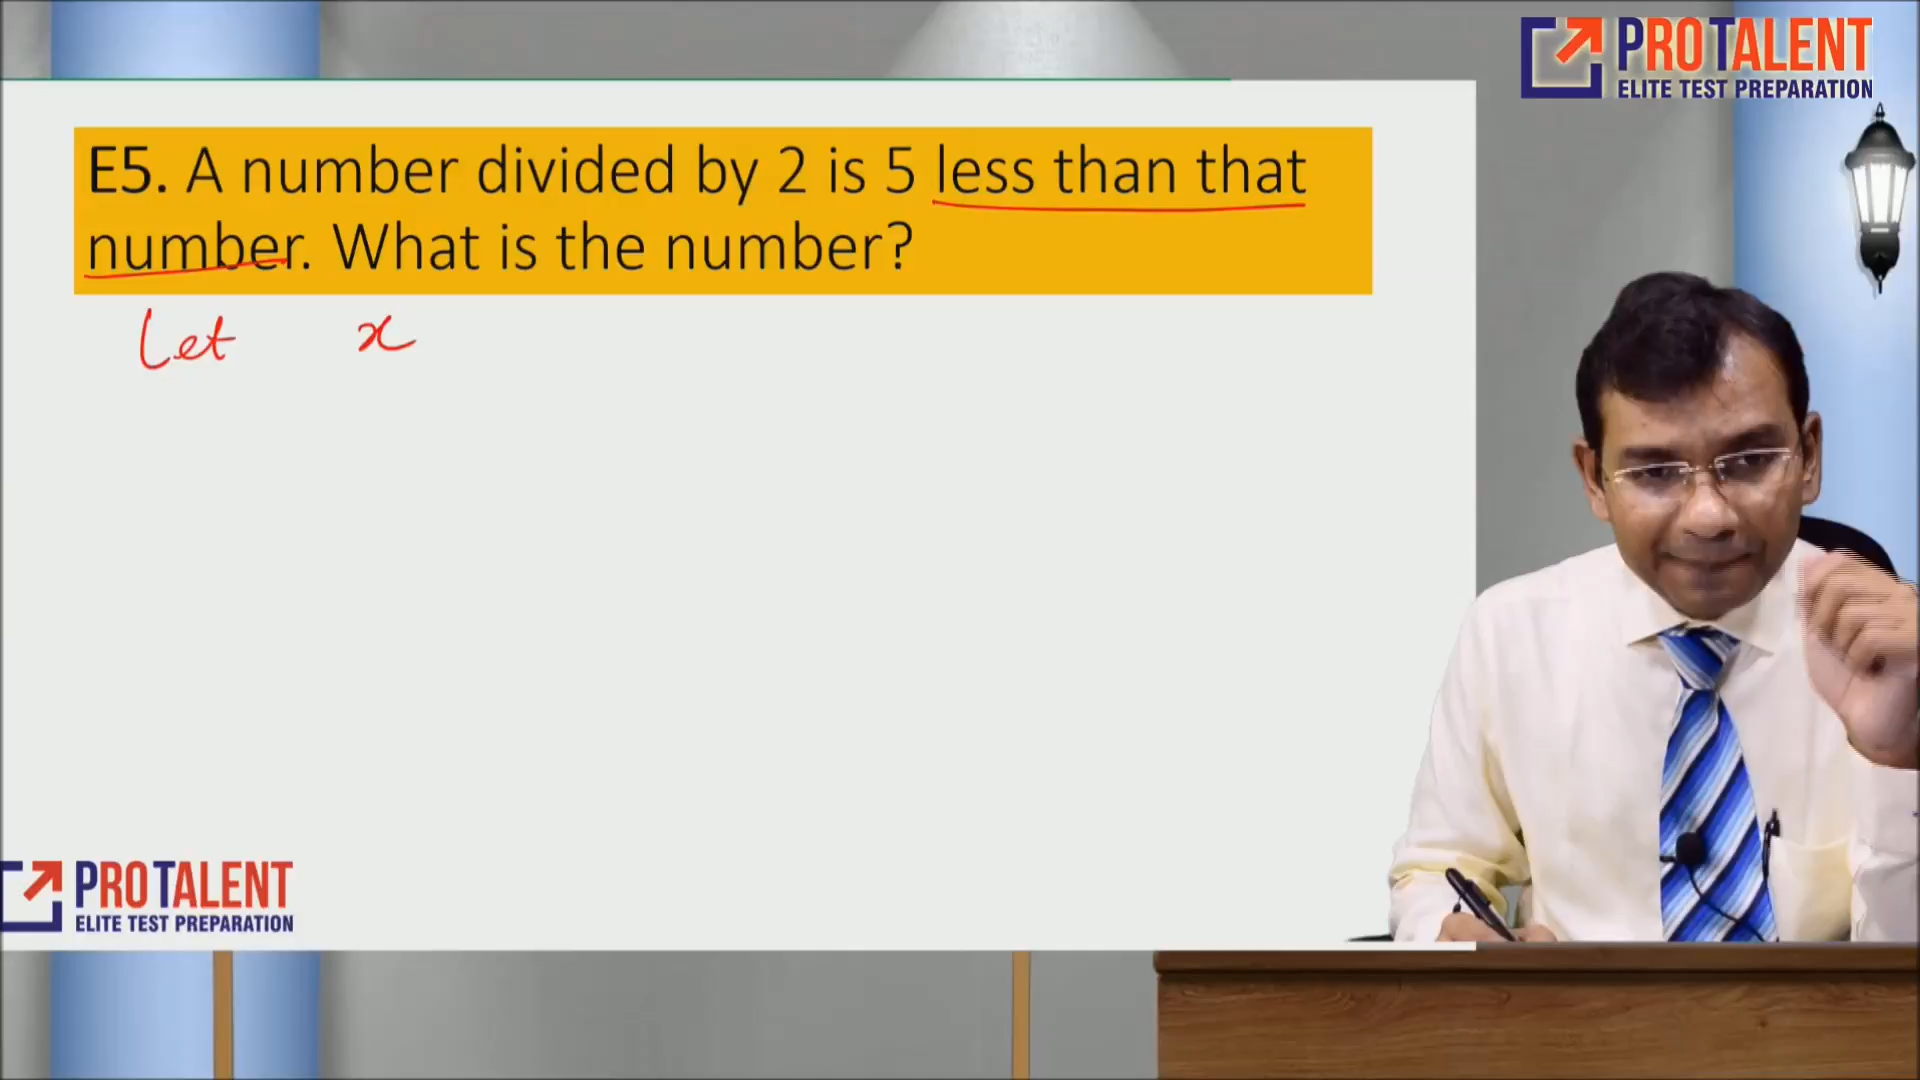 PROTALENT
ELITE TEST PREPARATION
E5. A number divided by 2 is 5 less than that
number. What is the number?
Let x
PROTALENT
ELITE TEST PREPARATION